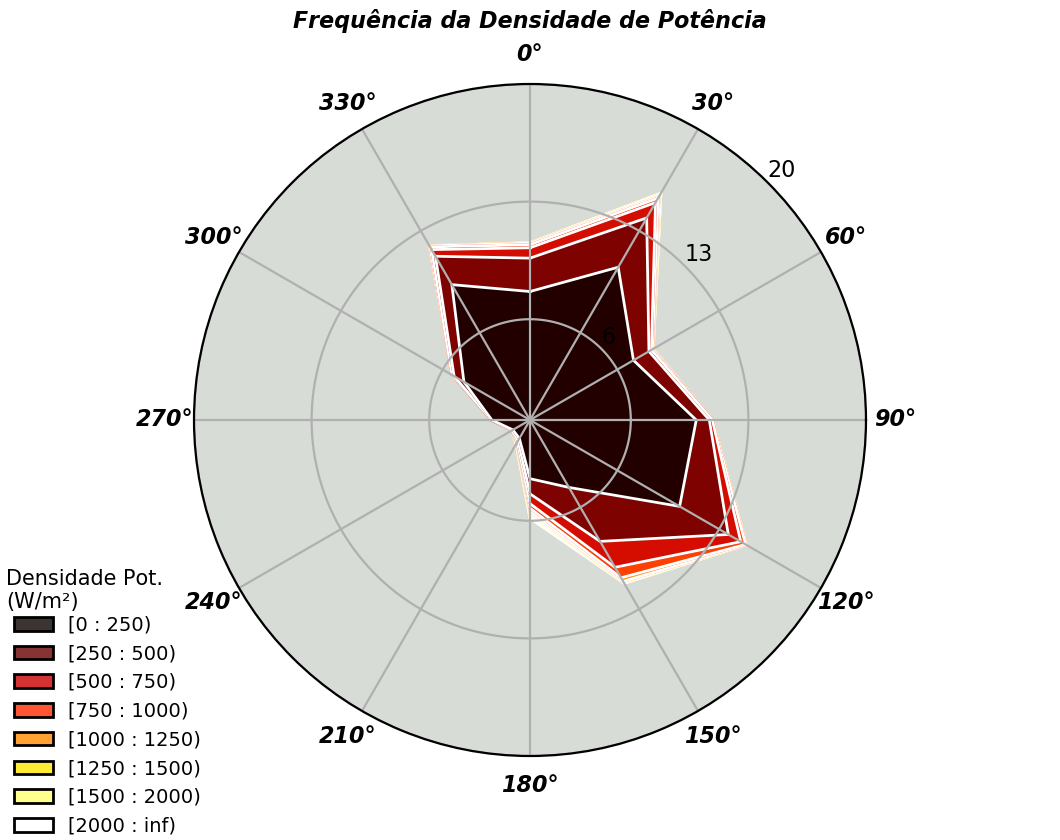 Frequência da Densidade de Potência
0°
330°
30°
20
300°
60°
13
6
270°
90°
240°
120°
210°
150°
180°
Densidade Pot.
(W/m²)
[0 : 250)
[250 : 500)
[500 : 750)
[750 : 1000)
[1000 : 1250)
[1250 : 1500)
[1500 : 2000)
[2000 : inf)